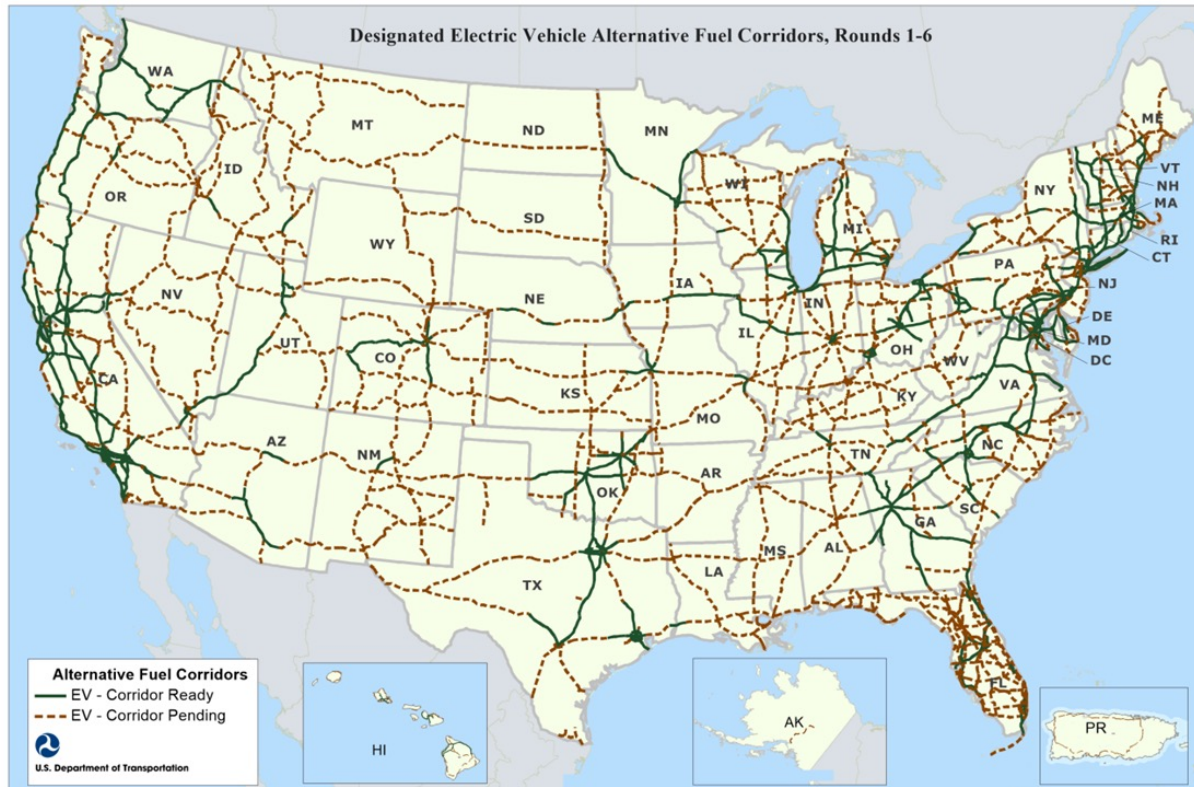 Designated Electric Vehicle Alternative Fuel Corridors, Rounds 1-6
WA
MT
ND
MN
ME
VT
NH
MA
RI
CT
OR
ID
SD
WI
MI
NY
WY
PA
NJ
NV
NE
IA
IL
IN
OH
DE
MD
DC
UT
CO
KS
MO
WV
VA
KY
CA
AZ
NM
OK
AR
TN
NC
SC
TX
LA
MS
AL
GA
FL
Alternative Fuel Corridors
EV - Corridor Ready
EV - Corridor Pending
U.S. Department of Transportation
HI
AK
PR